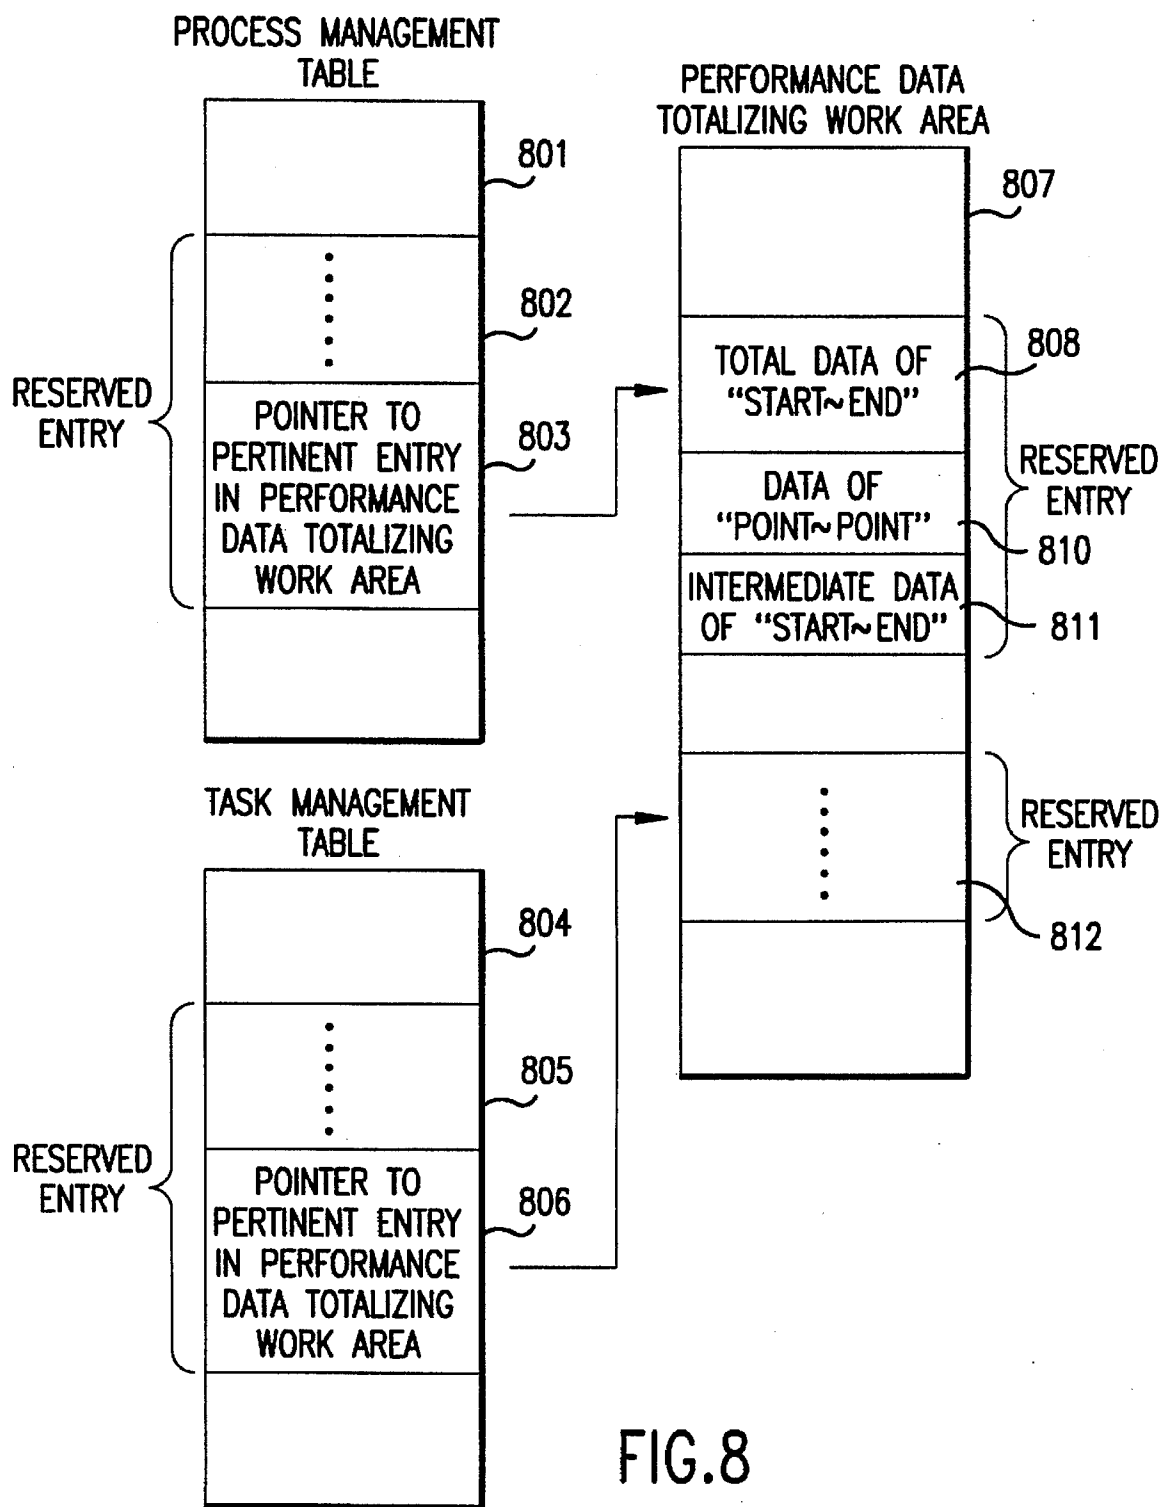 PROCESS MANAGEMENT
TABLE
801
802
RESERVED
ENTRY
POINTER TO
PERTINENT ENTRY
IN PERFORMANCE
DATA TOTALIZING
WORK AREA
803
PERFORMANCE DATA
TOTALIZING WORK AREA
807
TOTAL DATA OF
“START~END”
808
DATA OF
“POINT~POINT”
810
INTERMEDIATE DATA
OF “START~END”
811
RESERVED
ENTRY
RESERVED
ENTRY
812
TASK MANAGEMENT
TABLE
804
805
RESERVED
ENTRY
POINTER TO
PERTINENT ENTRY
IN PERFORMANCE
DATA TOTALIZING
WORK AREA
806
FIG.8